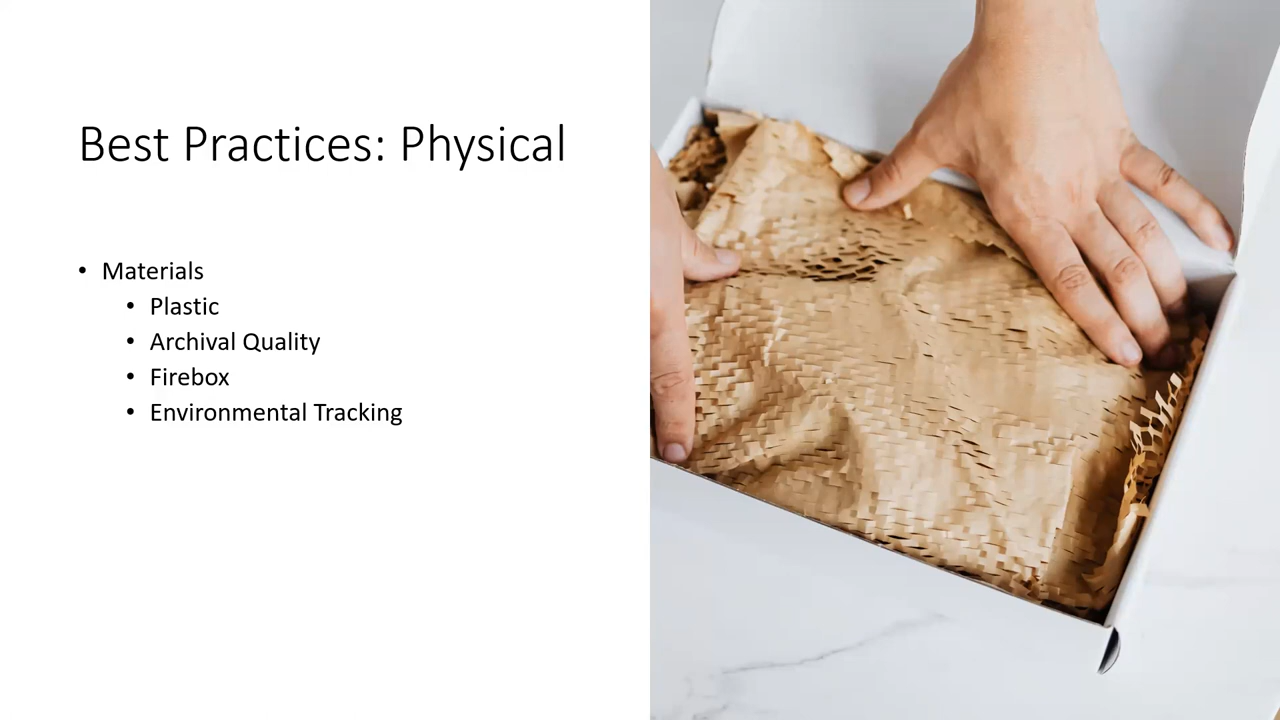 Best Practices: Physical
• Materials
• Plastic
• Archival Quality
• Firebox
• Environmental Tracking